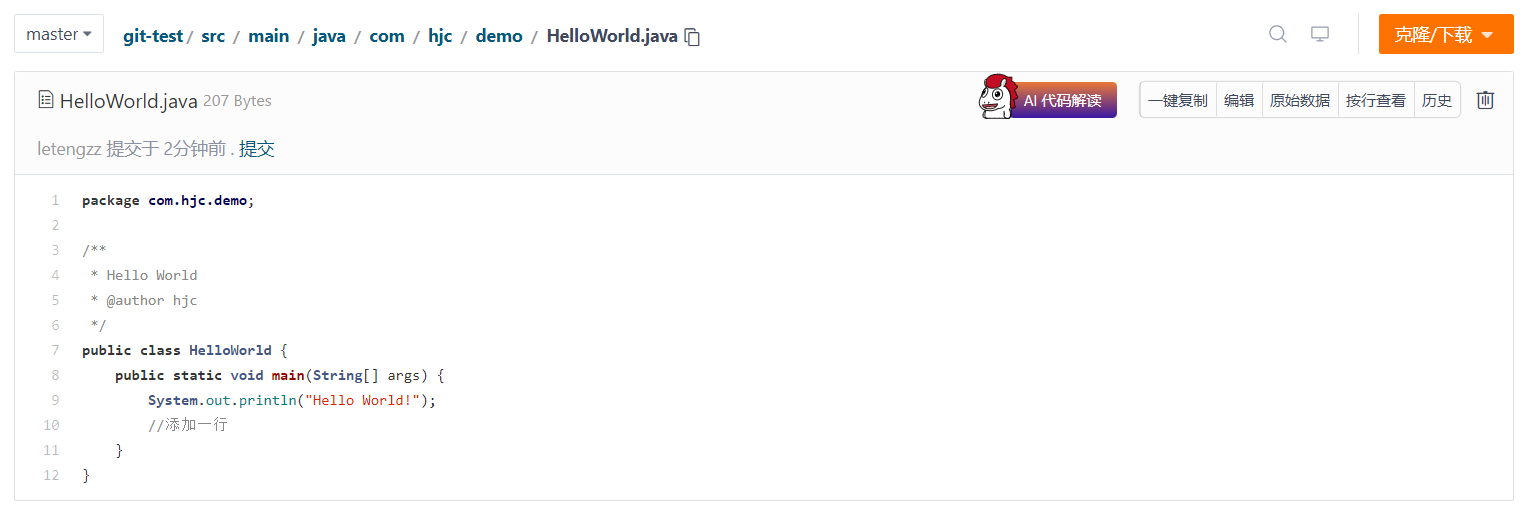 master git-test / src / main / java / com / hjc / demo / HelloWorld.java 克隆/下载
HelloWorld.java 207 Bytes AI 代码解读 一键复制 编辑 原始数据 按行查看 历史
letengzz 提交于 2分钟前 . 提交
1 package com.hjc.demo;
2
3 /**
4  * Hello World
5  * @author hjc
6  */
7 public class HelloWorld {
8     public static void main(String[] args) {
9         System.out.println("Hello World!");
10         //添加一行
11     }
12 }